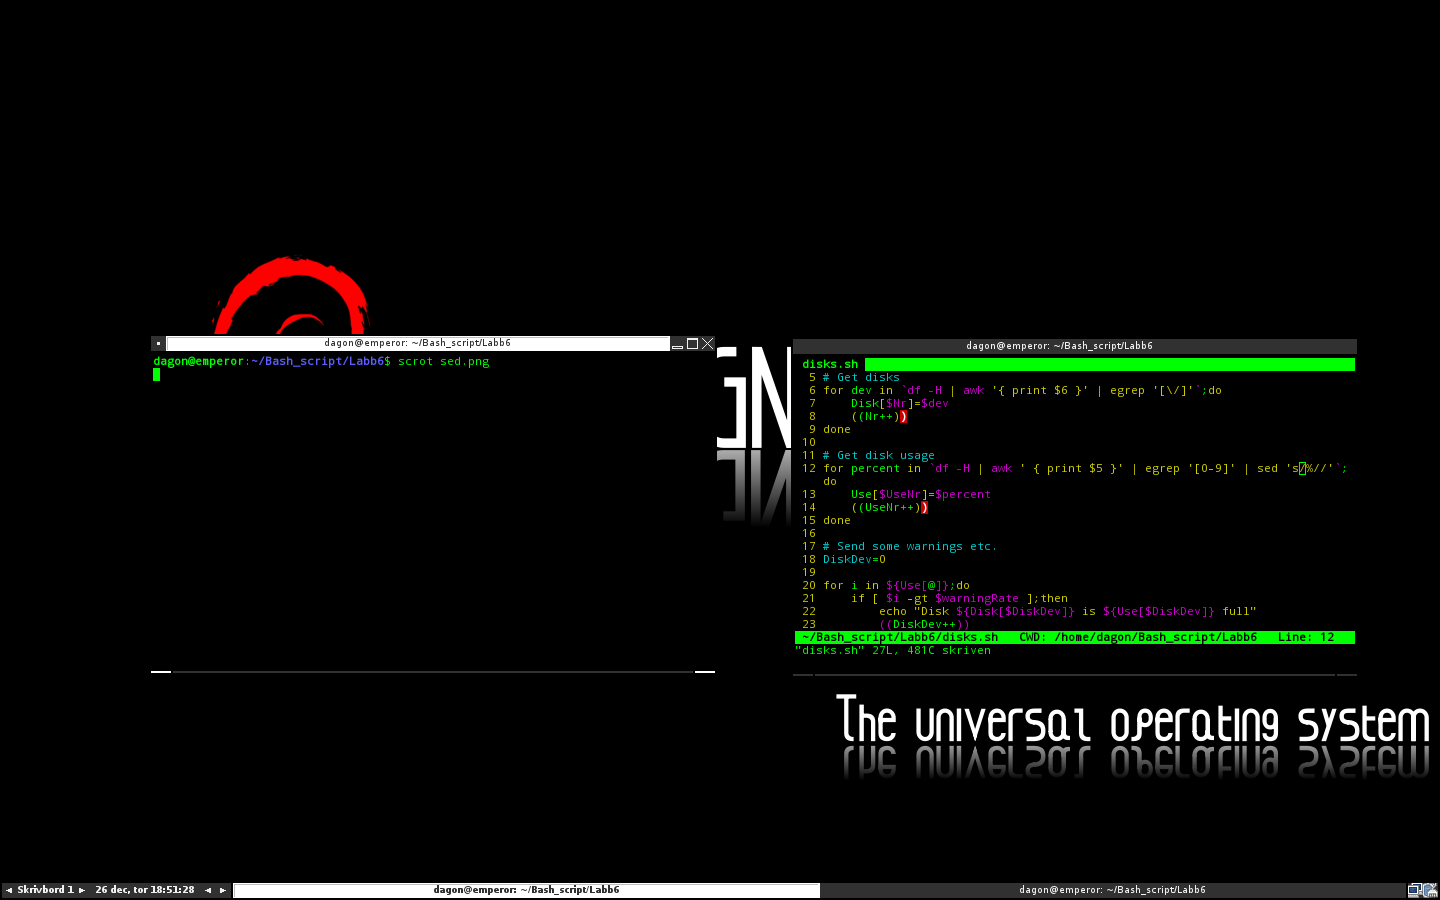 dagon@emperor: ~/Bash_script/Labb6
dagon@emperor:~/Bash_script/Labb6$ scrot sed.png
GN
dagon@emperor: ~/Bash_script/Labb6
disks.sh
5 # Get disks
6 for dev in `df -H | awk '{ print $6 }' | egrep '[\/]'`;do
7     Disk[$Nr]=$dev
8     ((Nr++))
9 done
10
11 # Get disk usage
12 for percent in `df -H | awk ' { print $5 }' | egrep '[0-9]' | sed 's/%//'`;
do
13     Use[$UseNr]=$percent
14     ((UseNr++))
15 done
16
17 # Send some warnings etc.
18 DiskDev=0
19
20 for i in ${Use[@]};do
21     if [ $i -gt $warningRate ];then
22         echo "Disk ${Disk[$DiskDev]} is ${Use[$DiskDev]} full"
23         ((DiskDev++))
~/Bash_script/Labb6/disks.sh   CWD: /home/dagon/Bash_script/Labb6   Line: 12
"disks.sh" 27L, 481C skriven
The universal operating system
Skrivbord 1 26 dec, tor 18:51:28 dagon@emperor: ~/Bash_script/Labb6 dagon@emperor: ~/Bash_script/Labb6